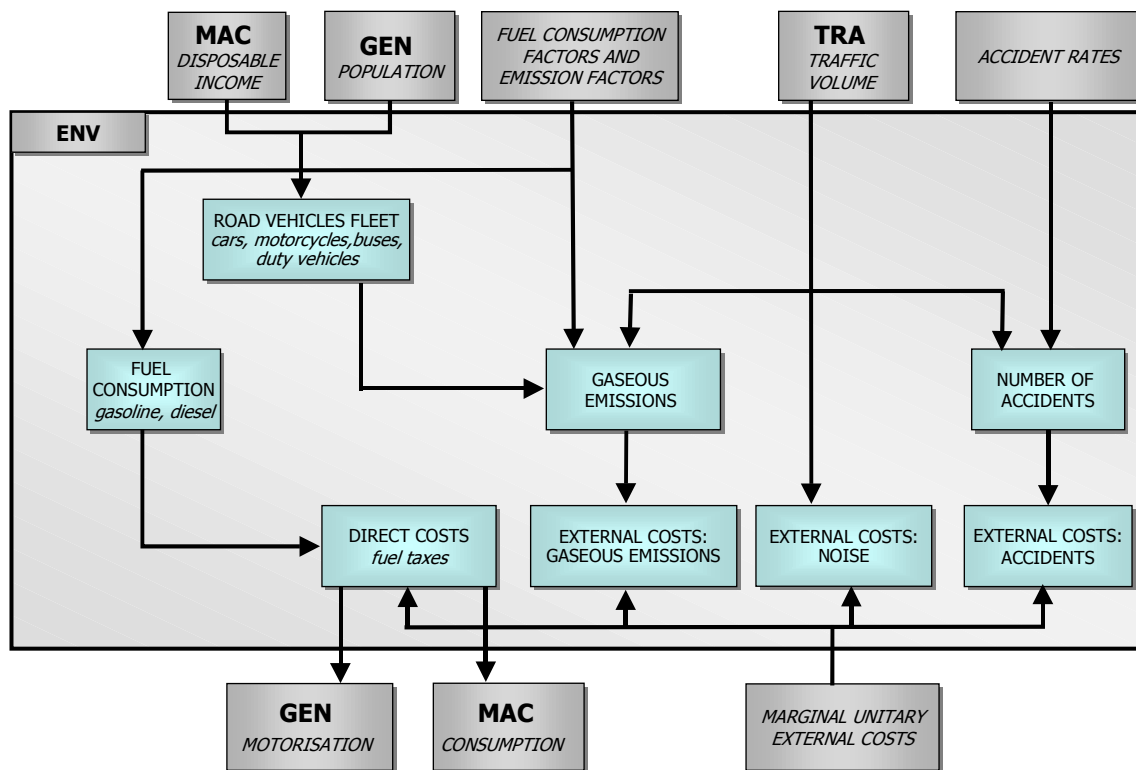 MAC
DISPOSABLE
INCOME
GEN
POPULATION
FUEL CONSUMPTION
FACTORS AND
EMISSION FACTORS
TRA
TRAFFIC
VOLUME
ACCIDENT RATES
ENV
ROAD VEHICLES FLEET
cars, motorcycles,buses,
duty vehicles
FUEL
CONSUMPTION
gasoline, diesel
GASEOUS
EMISSIONS
NUMBER OF
ACCIDENTS
DIRECT COSTS
fuel taxes
EXTERNAL COSTS:
GASEOUS EMISSIONS
EXTERNAL COSTS:
NOISE
EXTERNAL COSTS:
ACCIDENTS
GEN
MOTORISATION
MAC
CONSUMPTION
MARGINAL UNITARY
EXTERNAL COSTS